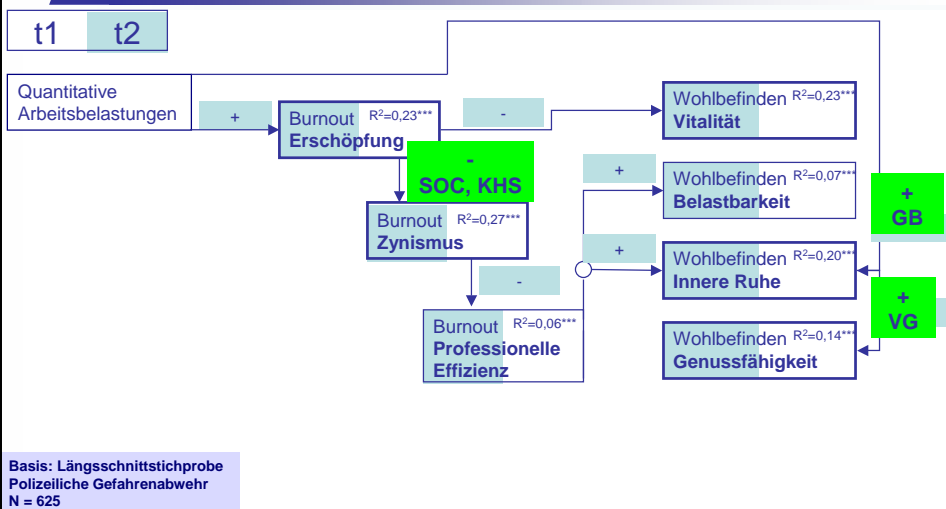 t1 t2
Quantitative
Arbeitsbelastungen
+
Burnout R²=0,23***
Erschöpfung
-
Wohlbefinden R²=0,23***
Vitalität
-
SOC, KHS
+
Wohlbefinden R²=0,07***
Belastbarkeit
+
GB
Burnout R²=0,27***
Zynismus
+
Wohlbefinden R²=0,20***
Innere Ruhe
-
+
VG
Burnout R²=0,06***
Professionelle
Effizienz
Wohlbefinden R²=0,14***
Genussfähigkeit
Basis: Längsschnittstichprobe
Polizeiliche Gefahrenabwehr
N = 625